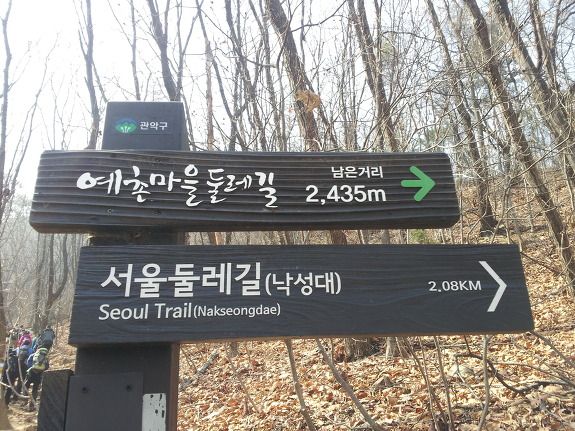 관악구
예촌마을둘레길
남은거리
2,435m
서울둘레길(낙성대)
Seoul Trail(Nakseongdae)
2.08KM